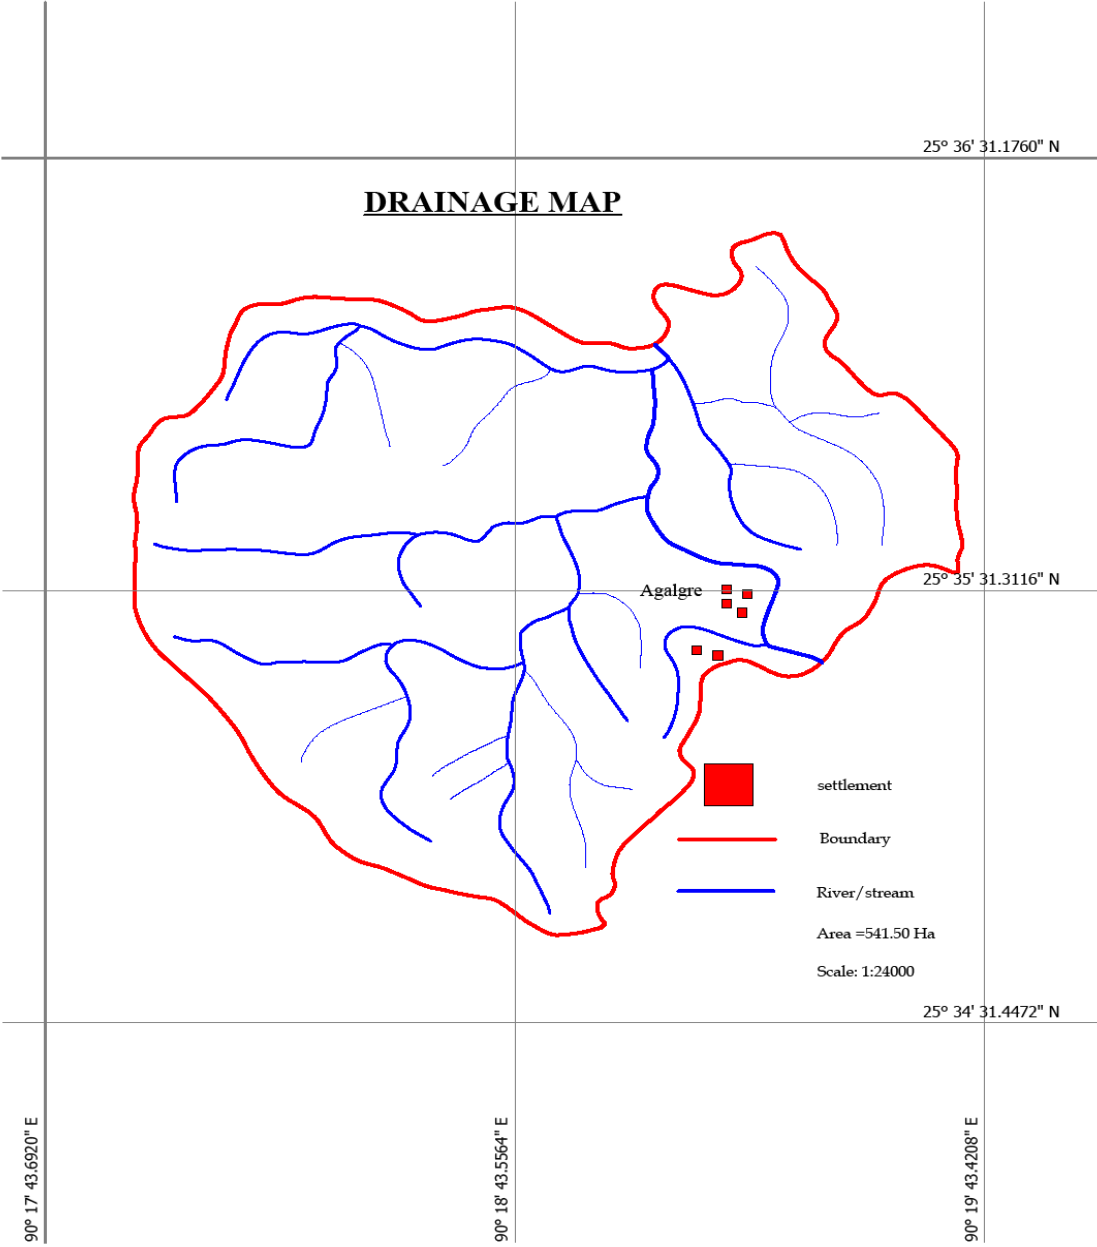 25° 36' 31.1760" N
DRAINAGE MAP
25° 35' 31.3116" N
Agalgre
settlement
Boundary
River/stream
Area =541.50 Ha
Scale: 1:24000
25° 34' 31.4472" N
90° 17' 43.6920" E
90° 18' 43.5564" E
90° 19' 43.4208" E